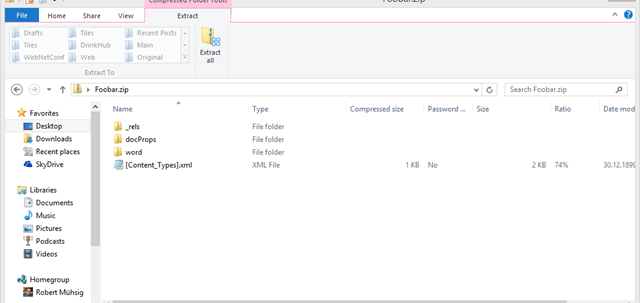 Compressed Folder Tools
Foobar.zip
File Home Share View Extract
Drafts Tiles Recent Posts
Tiles DrinkHub Main
WebNetConf Web Original
Extract all
Extract To
Foobar.zip
Search Foobar.zip
Name Type Compressed size Password ... Size Ratio Date mod
Favorites
Desktop
Downloads
Recent places
SkyDrive
Libraries
Documents
Music
Pictures
Podcasts
Videos
Homegroup
Robert Mühsig
_rels File folder
docProps File folder
word File folder
[Content_Types].xml XML File 1 KB No 2 KB 74% 30.12.1899